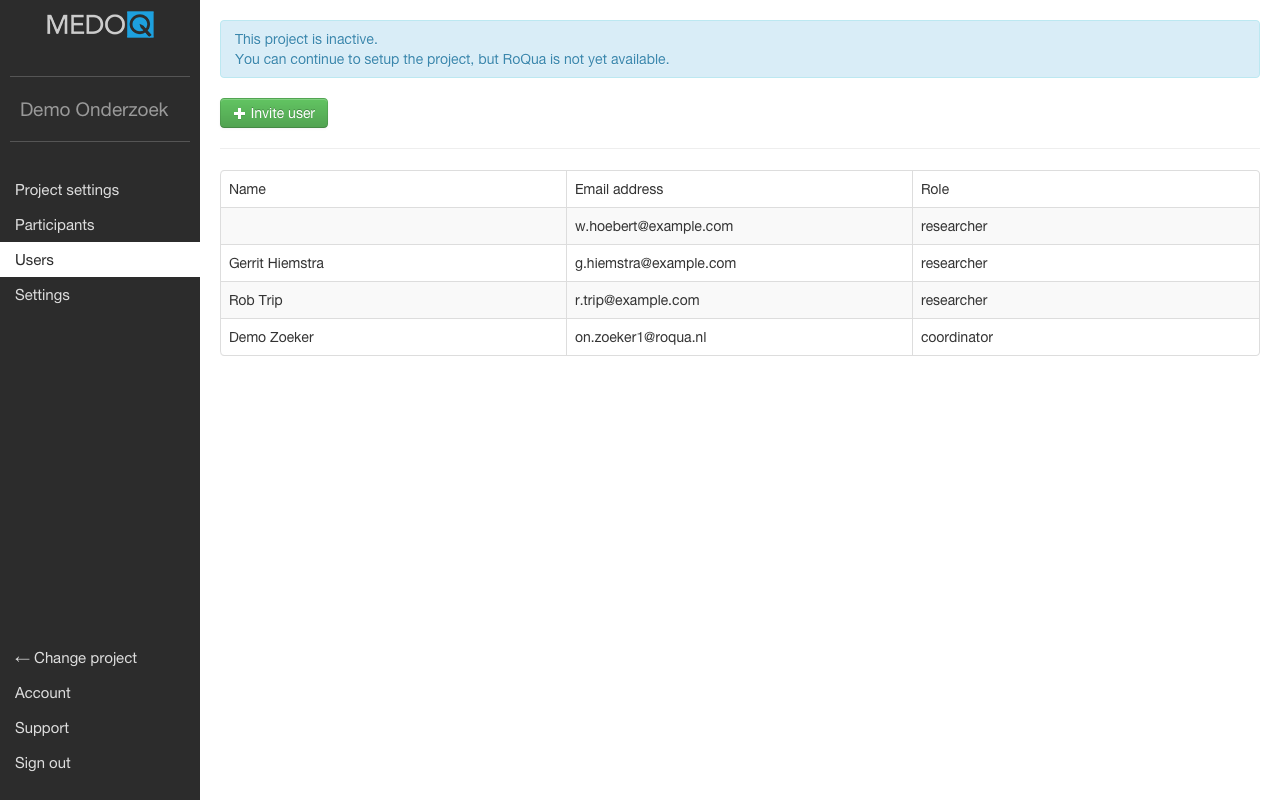 MEDOQ
Demo Onderzoek
Project settings
Participants
Users
Settings
← Change project
Account
Support
Sign out
This project is inactive.
You can continue to setup the project, but RoQua is not yet available.
Invite user
Name Email address Role
w.hoebert@example.com researcher
Gerrit Hiemstra g.hiemstra@example.com researcher
Rob Trip r.trip@example.com researcher
Demo Zoeker on.zoeker1@roqua.nl coordinator